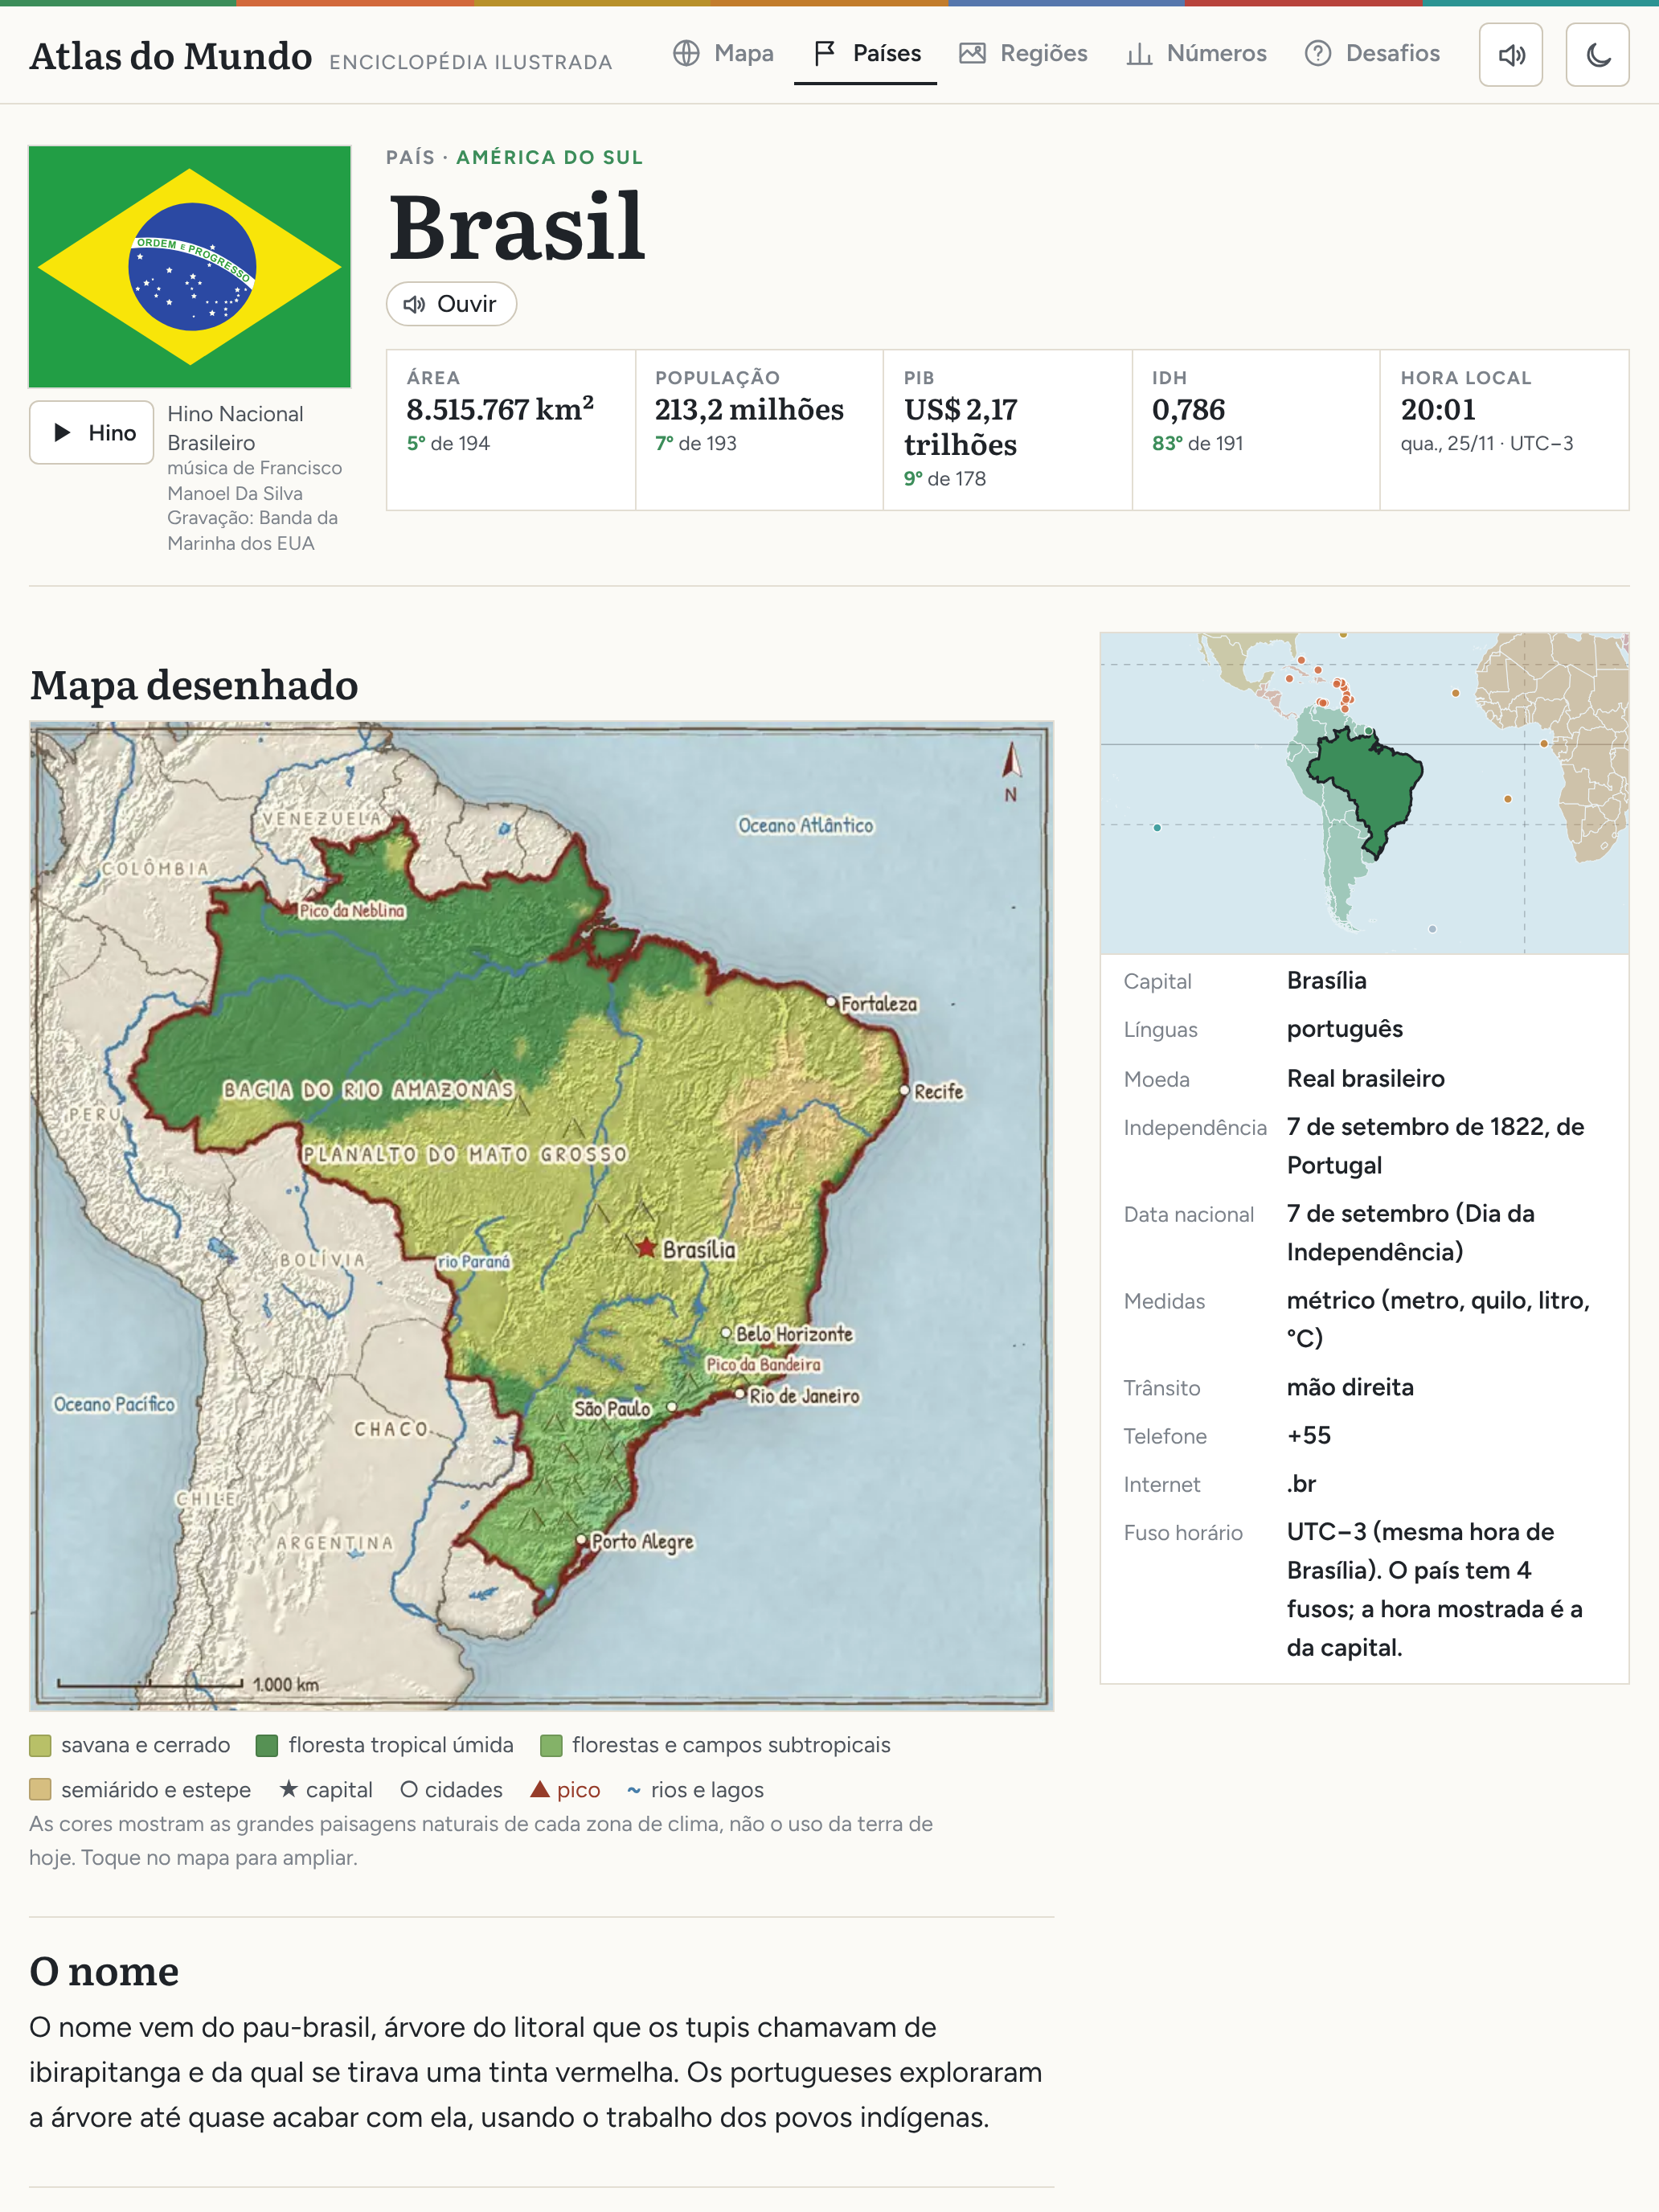 Atlas do Mundo ENCICLOPÉDIA ILUSTRADA
Mapa
Países
Regiões
Números
Desafios
ORDEM E PROGRESSO
PAÍS · AMÉRICA DO SUL
Brasil
Ouvir
Hino
Hino Nacional
Brasileiro
música de Francisco
Manoel Da Silva
Gravação: Banda da
Marinha dos EUA
ÁREA
8.515.767 km²
5º de 194
POPULAÇÃO
213,2 milhões
7º de 193
PIB
US$ 2,17
trilhões
9º de 178
IDH
0,786
83º de 191
HORA LOCAL
20:01
qua., 25/11 · UTC−3
Mapa desenhado
N
VENEZUELA
Oceano Atlântico
COLÔMBIA
Pico da Neblina
Fortaleza
BACIA DO RIO AMAZONAS
Recife
PERU
PLANALTO DO MATO GROSSO
Brasília
BOLÍVIA
rio Paraná
Belo Horizonte
Pico da Bandeira
Rio de Janeiro
Oceano Pacífico
São Paulo
CHACO
CHILE
ARGENTINA
Porto Alegre
1.000 km
savana e cerrado
floresta tropical úmida
florestas e campos subtropicais
semiárido e estepe
capital
cidades
pico
rios e lagos
As cores mostram as grandes paisagens naturais de cada zona de clima, não o uso da terra de
hoje. Toque no mapa para ampliar.
Capital Brasília
Línguas português
Moeda Real brasileiro
Independência 7 de setembro de 1822, de
Portugal
Data nacional 7 de setembro (Dia da
Independência)
Medidas métrico (metro, quilo, litro,
°C)
Trânsito mão direita
Telefone +55
Internet .br
Fuso horário UTC−3 (mesma hora de
Brasília). O país tem 4
fusos; a hora mostrada é a
da capital.
O nome
O nome vem do pau-brasil, árvore do litoral que os tupis chamavam de
ibirapitanga e da qual se tirava uma tinta vermelha. Os portugueses exploraram
a árvore até quase acabar com ela, usando o trabalho dos povos indígenas.